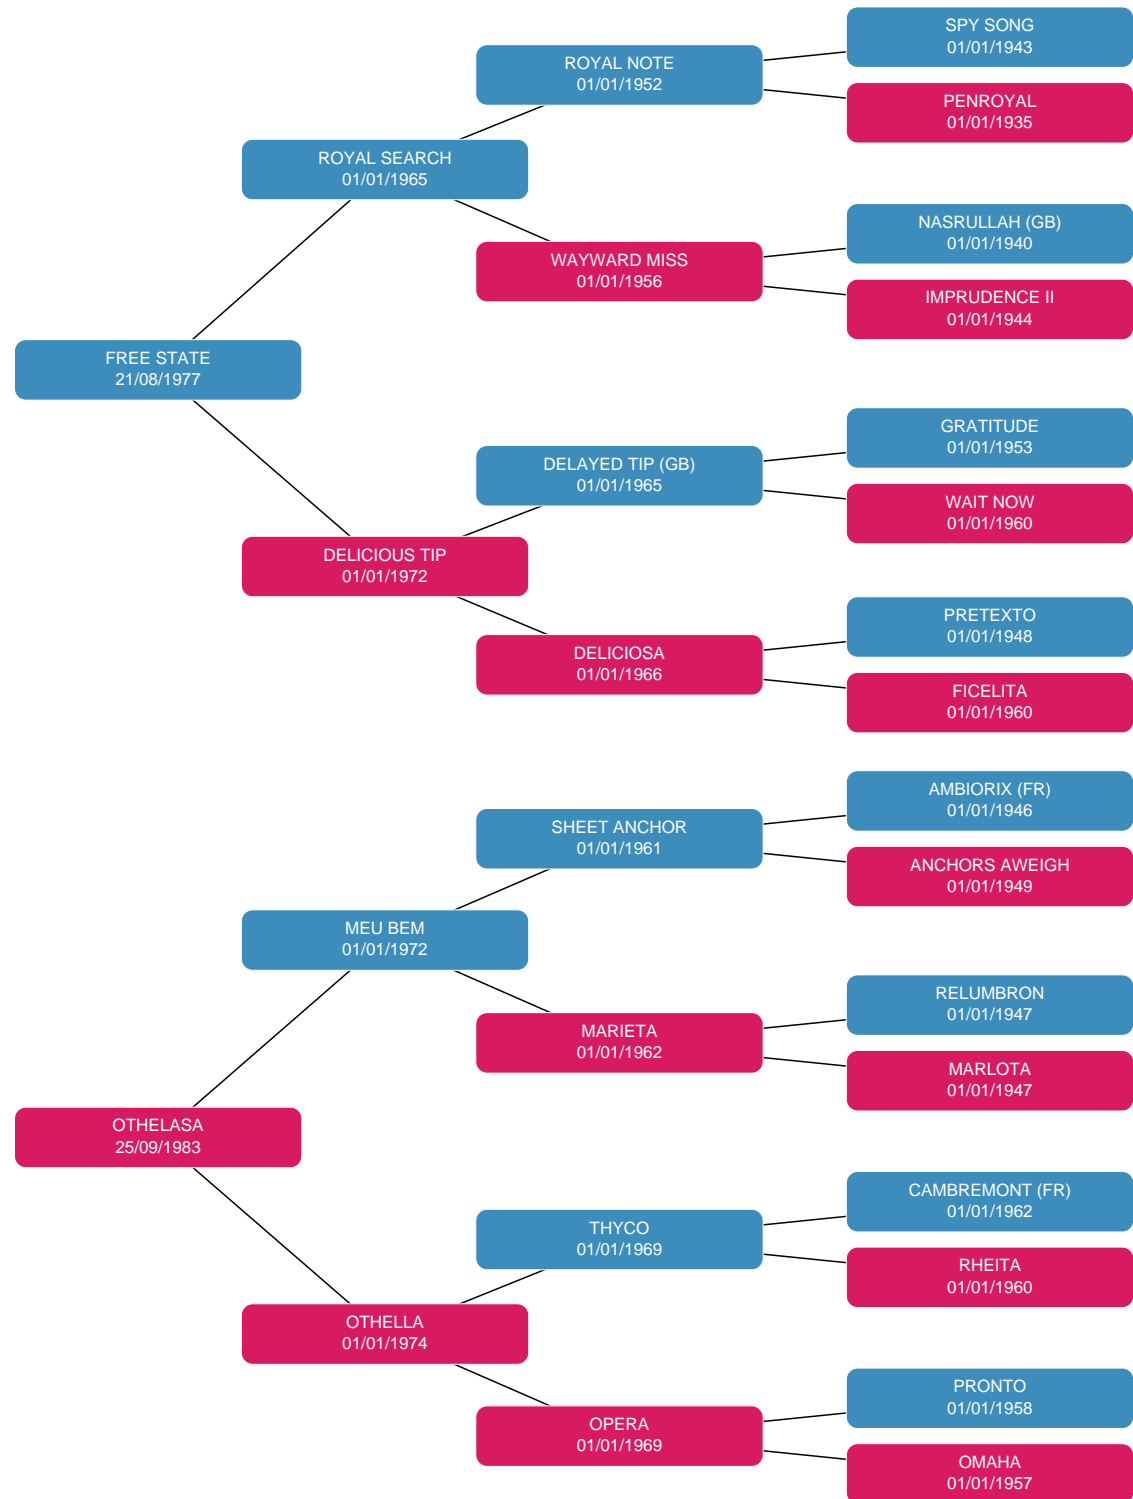 SPY SONG
01/01/1943
ROYAL NOTE
01/01/1952
PENROYAL
01/01/1935
ROYAL SEARCH
01/01/1965
NASRULLAH (GB)
01/01/1940
WAYWARD MISS
01/01/1956
IMPRUDENCE II
01/01/1944
FREE STATE
21/08/1977
GRATITUDE
01/01/1953
DELAYED TIP (GB)
01/01/1965
WAIT NOW
01/01/1960
DELICIOUS TIP
01/01/1972
PRETEXTO
01/01/1948
DELICIOSA
01/01/1966
FICELITA
01/01/1960
AMBIORIX (FR)
01/01/1946
SHEET ANCHOR
01/01/1961
ANCHORS AWEIGH
01/01/1949
MEU BEM
01/01/1972
RELUMBRON
01/01/1947
MARIETA
01/01/1962
MARLOTA
01/01/1947
OTHELASA
25/09/1983
CAMBREMONT (FR)
01/01/1962
THYCO
01/01/1969
RHEITA
01/01/1960
OTHELLA
01/01/1974
PRONTO
01/01/1958
OPERA
01/01/1969
OMAHA
01/01/1957